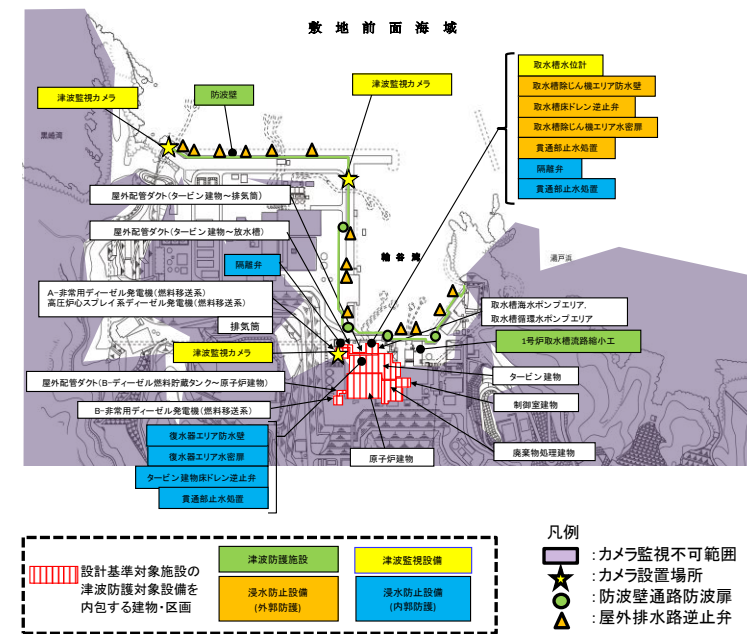 敷地前面海域
津波監視カメラ
防波壁
津波監視カメラ
取水槽水位計
取水槽除じん機エリア防水壁
取水槽床ドレン逆止弁
取水槽除じん機エリア水密扉
貫通部止水処置
隔離弁
貫通部止水処置
黒崎湾
屋外配管ダクト(タービン建物~排気筒)
屋外配管ダクト(タービン建物~放水槽)
輪谷湾
湯戸浜
隔離弁
A-非常用ディーゼル発電機(燃料移送系)
高圧炉心スプレイ系ディーゼル発電機(燃料移送系)
排気筒
津波監視カメラ
取水槽海水ポンプエリア,
取水槽循環水ポンプエリア
1号炉取水槽流路縮小工
屋外配管ダクト(B-ディーゼル燃料貯蔵タンク~原子炉建物)
タービン建物
B-非常用ディーゼル発電機(燃料移送系)
制御室建物
復水器エリア防水壁
復水器エリア水密扉
タービン建物床ドレン逆止弁
貫通部止水処置
原子炉建物
廃棄物処理建物
設計基準対象施設の
津波防護対象設備を
内包する建物・区画
津波防護施設
津波監視設備
浸水防止設備
(外郭防護)
浸水防止設備
(内郭防護)
凡例
:カメラ監視不可範囲
:カメラ設置場所
:防波壁通路防波扉
:屋外排水路逆止弁